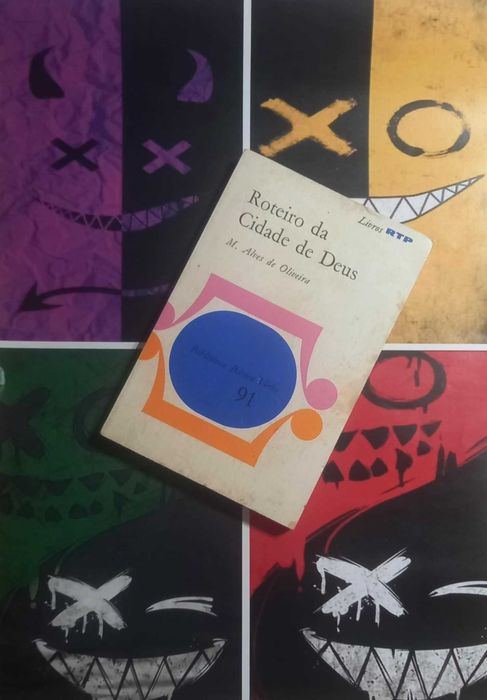 Livros RTP
Roteiro da
Cidade de Deus
M. Alves de Oliveira
Biblioteca Básica Verbo
91